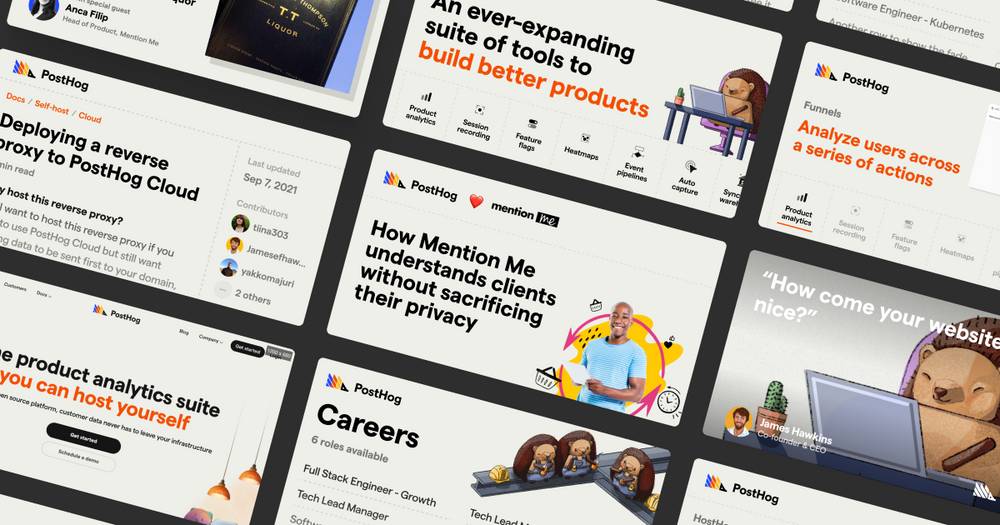 special guest
Anca Filip
Head of Product, Mention Me
THOMPSON
T.T
LIQUOR
PostHog
Docs / Self-host / Cloud
Deploying a reverse
proxy to PostHog Cloud
min read
y host this reverse proxy?
I want to host this reverse proxy if you
to use PostHog Cloud but still want
ng data to be sent first to your domain,
Last updated
Sep 7, 2021
Contributors
tiina303
Jamesefhaw...
yakkomajuri
2 others
Customers
Docs
PostHog
Blog
Company
Get started
e product analytics suite
you can host yourself
open source platform, customer data never has to leave your infrastructure
Get started
Schedule a demo
An ever-expanding
suite of tools to
build better products
Product
analytics
Session
recording
Feature
flags
Heatmaps
Event
pipelines
Auto
capture
PostHog
mention me
How Mention Me
understands clients
without sacrificing
their privacy
PostHog
Careers
6 roles available
Full Stack Engineer - Growth
Tech Lead Manager
Tech Lead
Software Engineer - Kubernetes
Another row to show the fade
PostHog
Funnels
Analyze users across
a series of actions
Product
analytics
Session
recording
Feature
flags
Heatmaps
“How come your website
nice?”
James Hawkins
Co-founder & CEO
PostHog